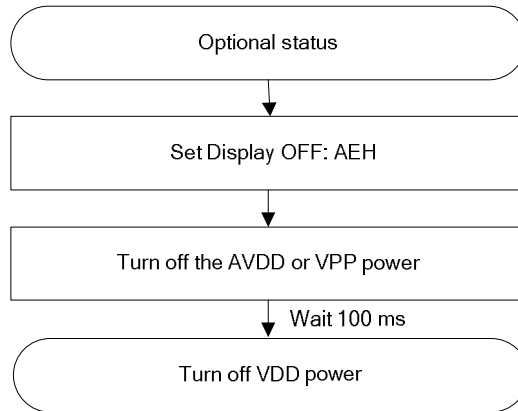 Optional status
Set Display OFF: AEH
Turn off the AVDD or VPP power
Wait 100 ms
Turn off VDD power